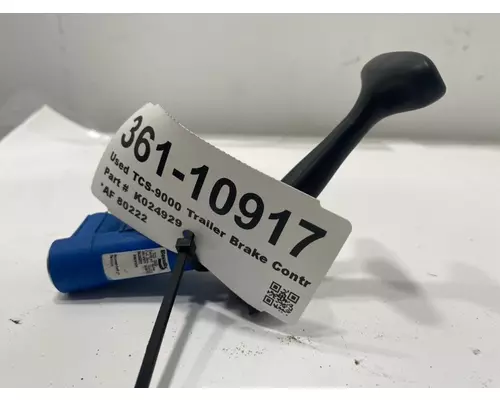 361-10917
Used TCS-9000 Trailer Brake Contr
Part # K024929
*AF 80222